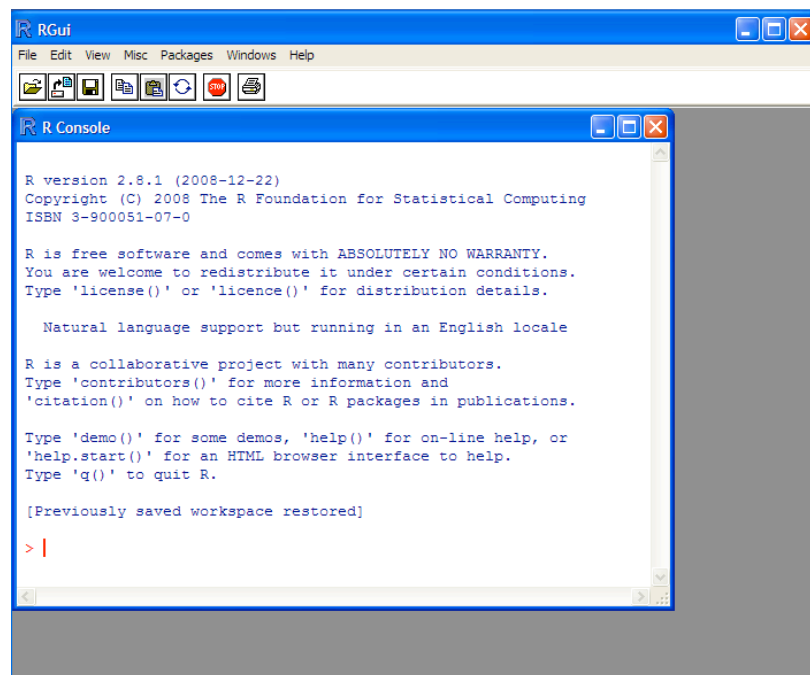 R RGui
File Edit View Misc Packages Windows Help
STOP
R R Console
R version 2.8.1 (2008-12-22)
Copyright (C) 2008 The R Foundation for Statistical Computing
ISBN 3-900051-07-0
R is free software and comes with ABSOLUTELY NO WARRANTY.
You are welcome to redistribute it under certain conditions.
Type 'license()' or 'licence()' for distribution details.
Natural language support but running in an English locale
R is a collaborative project with many contributors.
Type 'contributors()' for more information and
'citation()' on how to cite R or R packages in publications.
Type 'demo()' for some demos, 'help()' for on-line help, or
'help.start()' for an HTML browser interface to help.
Type 'q()' to quit R.
[Previously saved workspace restored]
>